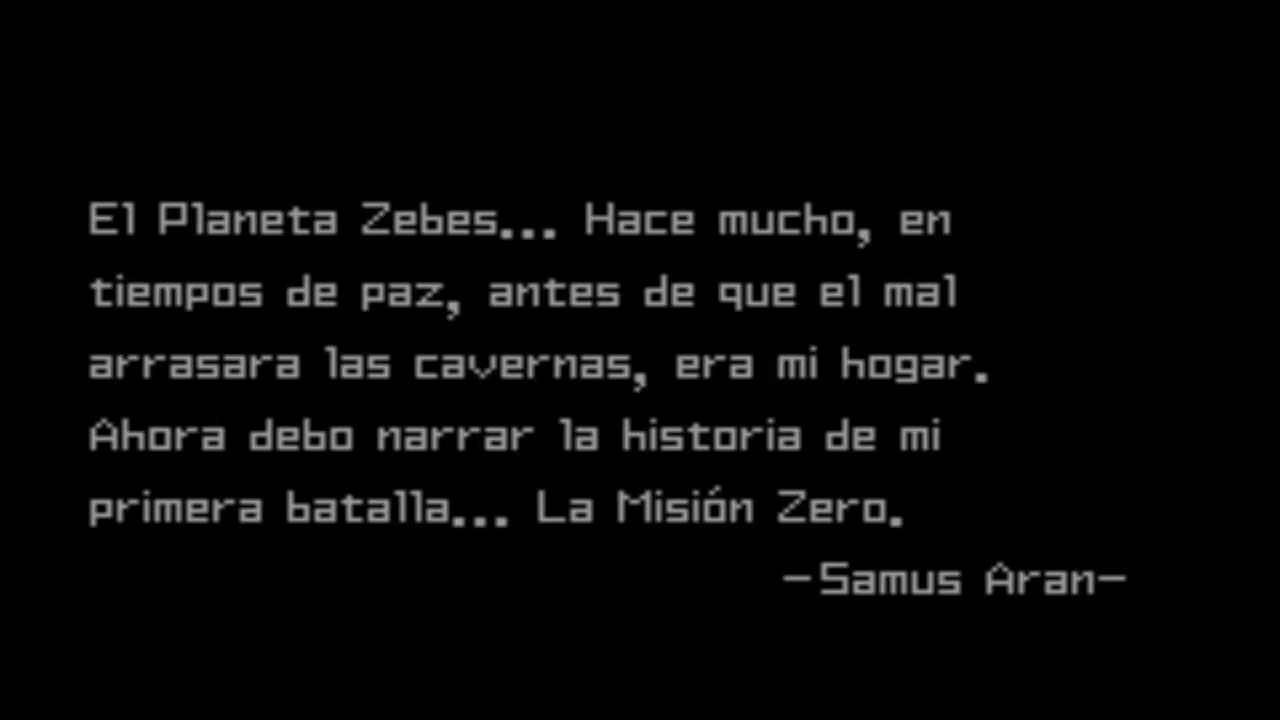 El Planeta Zebes... Hace mucho, en
tiempos de paz, antes de que el mal
arrasara las cavernas, era mi hogar.
Ahora debo narrar la historia de mi
primera batalla... La Misión Zero.
-Samus Aran-